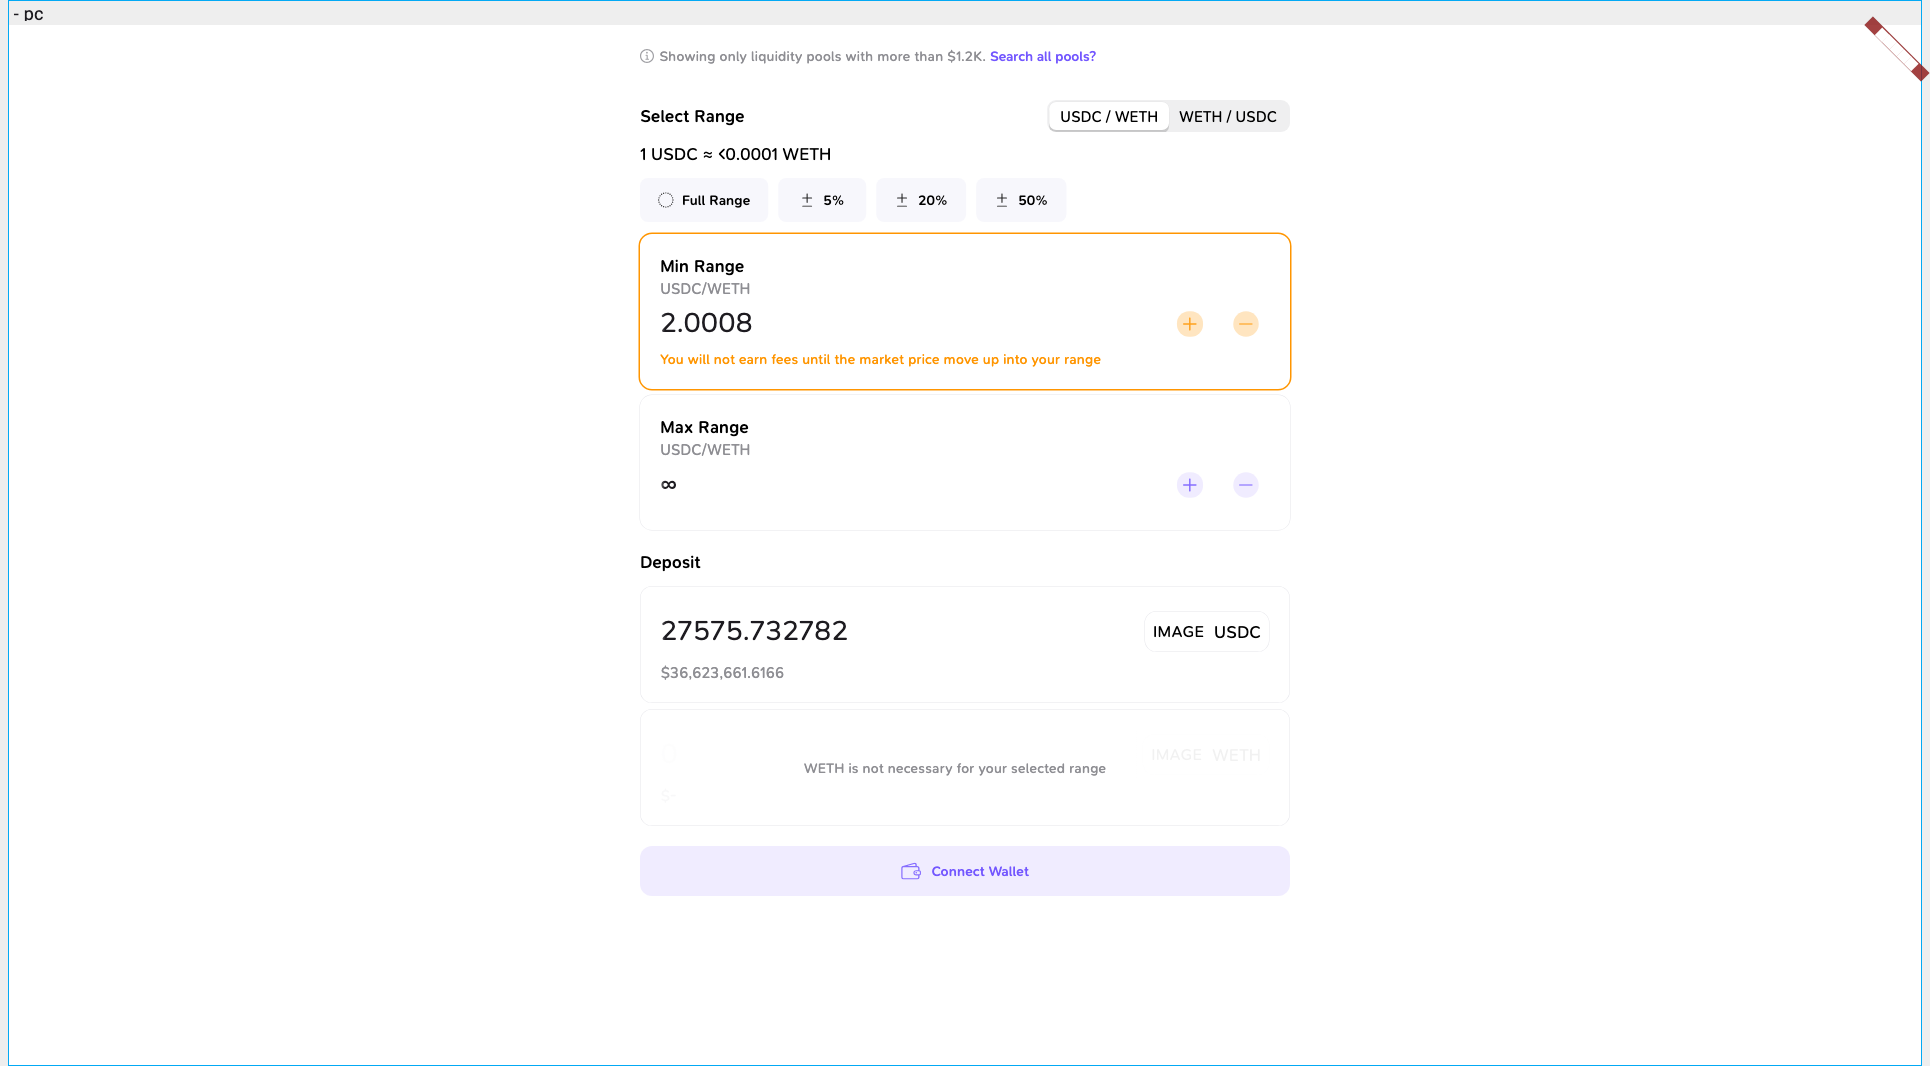 - pc
Showing only liquidity pools with more than $1.2K. Search all pools?
Select Range
USDC / WETH WETH / USDC
1 USDC ≈ <0.0001 WETH
Full Range ± 5% ± 20% ± 50%
Min Range
USDC/WETH
2.0008
You will not earn fees until the market price move up into your range
Max Range
USDC/WETH
∞
Deposit
27575.732782
IMAGE USDC
$36,623,661.6166
0
IMAGE WETH
WETH is not necessary for your selected range
$-
Connect Wallet